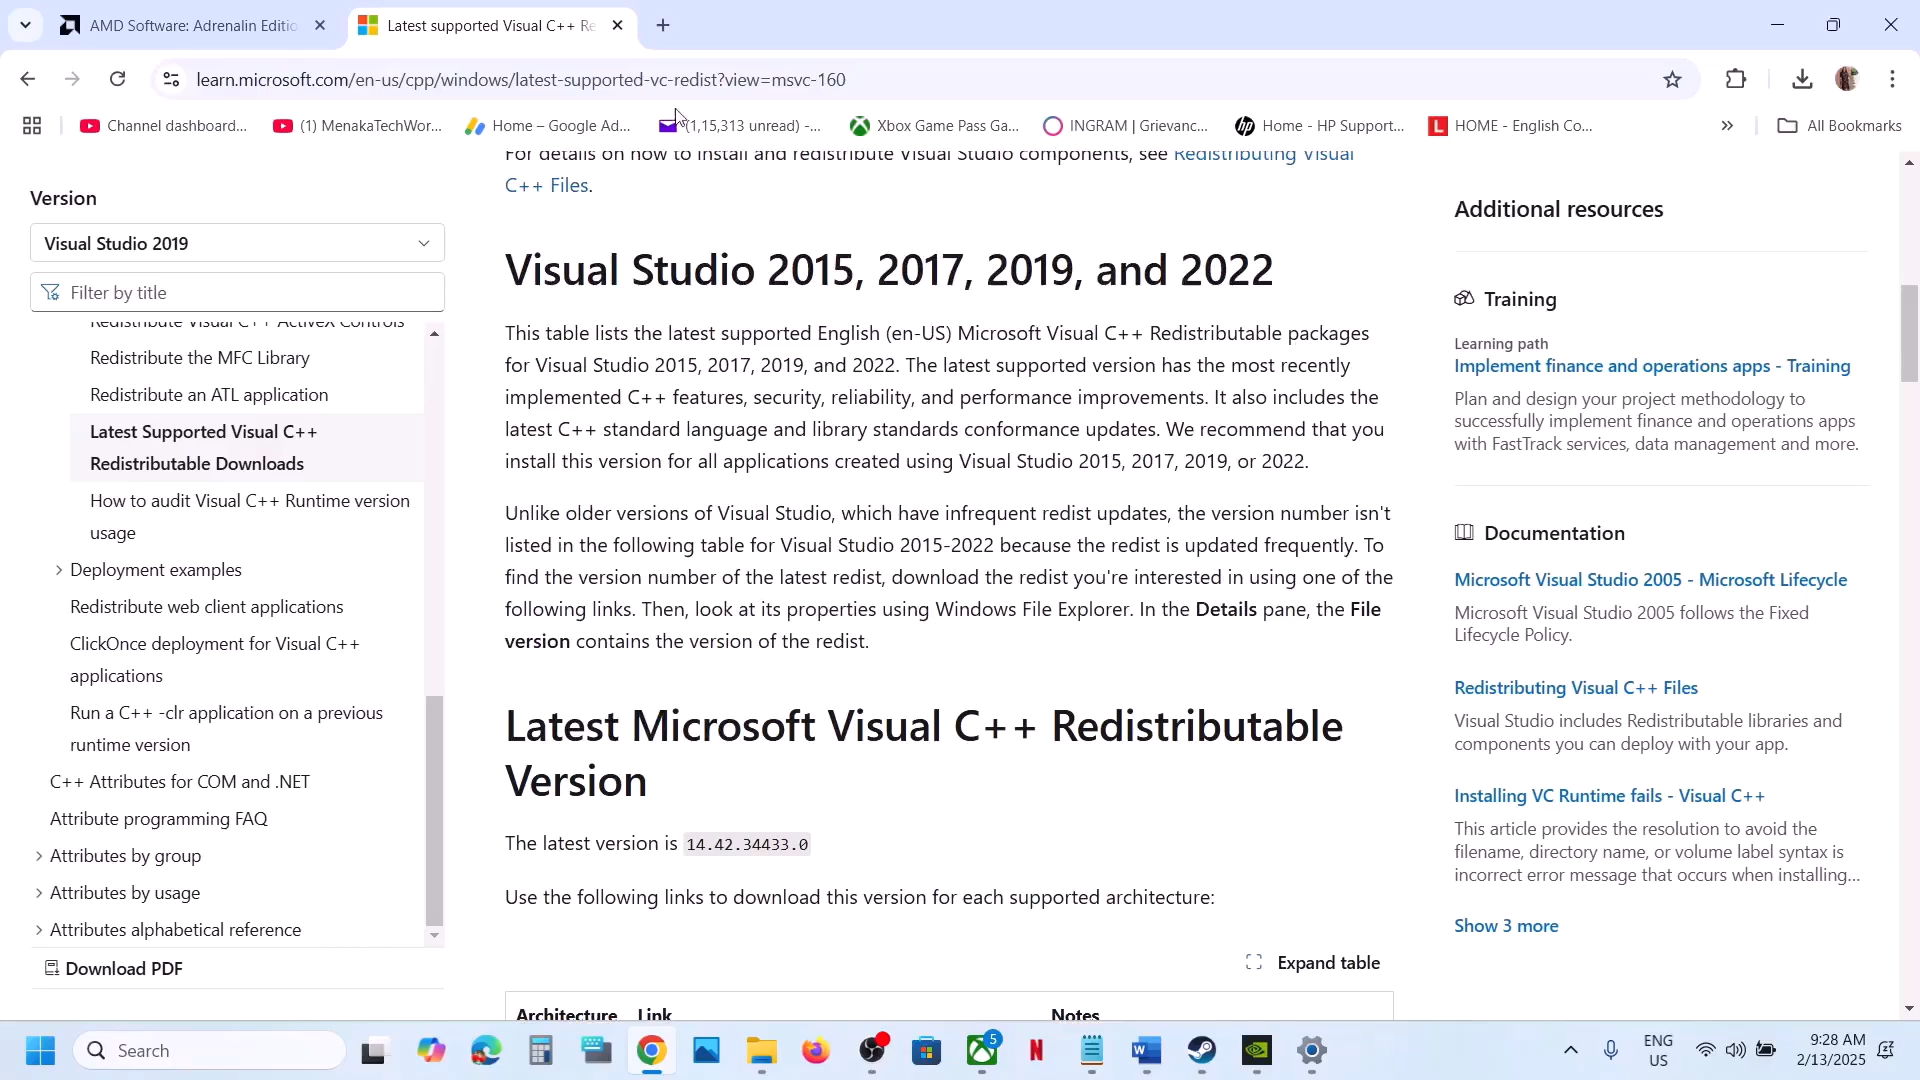 AMD Software: Adrenalin Editio
Latest supported Visual C++ Re
learn.microsoft.com/en-us/cpp/windows/latest-supported-vc-redist?view=msvc-160
Channel dashboard...
(1) MenakaTechWor...
Home – Google Ad...
(1,15,313 unread) -...
Xbox Game Pass Ga...
INGRAM | Grievanc...
Home - HP Support...
HOME - English Co...
All Bookmarks
Version
Visual Studio 2019
Filter by title
Redistribute Visual C++ ActiveX Controls
Redistribute the MFC Library
Redistribute an ATL application
Latest Supported Visual C++
Redistributable Downloads
How to audit Visual C++ Runtime version
usage
Deployment examples
Redistribute web client applications
ClickOnce deployment for Visual C++
applications
Run a C++ -clr application on a previous
runtime version
C++ Attributes for COM and .NET
Attribute programming FAQ
Attributes by group
Attributes by usage
Attributes alphabetical reference
Download PDF
For details on how to install and redistribute Visual Studio components, see Redistributing Visual
C++ Files.
Visual Studio 2015, 2017, 2019, and 2022
This table lists the latest supported English (en-US) Microsoft Visual C++ Redistributable packages
for Visual Studio 2015, 2017, 2019, and 2022. The latest supported version has the most recently
implemented C++ features, security, reliability, and performance improvements. It also includes the
latest C++ standard language and library standards conformance updates. We recommend that you
install this version for all applications created using Visual Studio 2015, 2017, 2019, or 2022.
Unlike older versions of Visual Studio, which have infrequent redist updates, the version number isn't
listed in the following table for Visual Studio 2015-2022 because the redist is updated frequently. To
find the version number of the latest redist, download the redist you're interested in using one of the
following links. Then, look at its properties using Windows File Explorer. In the Details pane, the File
version contains the version of the redist.
Latest Microsoft Visual C++ Redistributable
Version
The latest version is 14.42.34433.0
Use the following links to download this version for each supported architecture:
Expand table
Architecture Link Notes
Additional resources
Training
Learning path
Implement finance and operations apps - Training
Plan and design your project methodology to
successfully implement finance and operations apps
with FastTrack services, data management and more.
Documentation
Microsoft Visual Studio 2005 - Microsoft Lifecycle
Microsoft Visual Studio 2005 follows the Fixed
Lifecycle Policy.
Redistributing Visual C++ Files
Visual Studio includes Redistributable libraries and
components you can deploy with your app.
Installing VC Runtime fails - Visual C++
This article provides the resolution to avoid the
filename, directory name, or volume label syntax is
incorrect error message that occurs when installing...
Show 3 more
Search
5
ENG
US
9:28 AM
2/13/2025